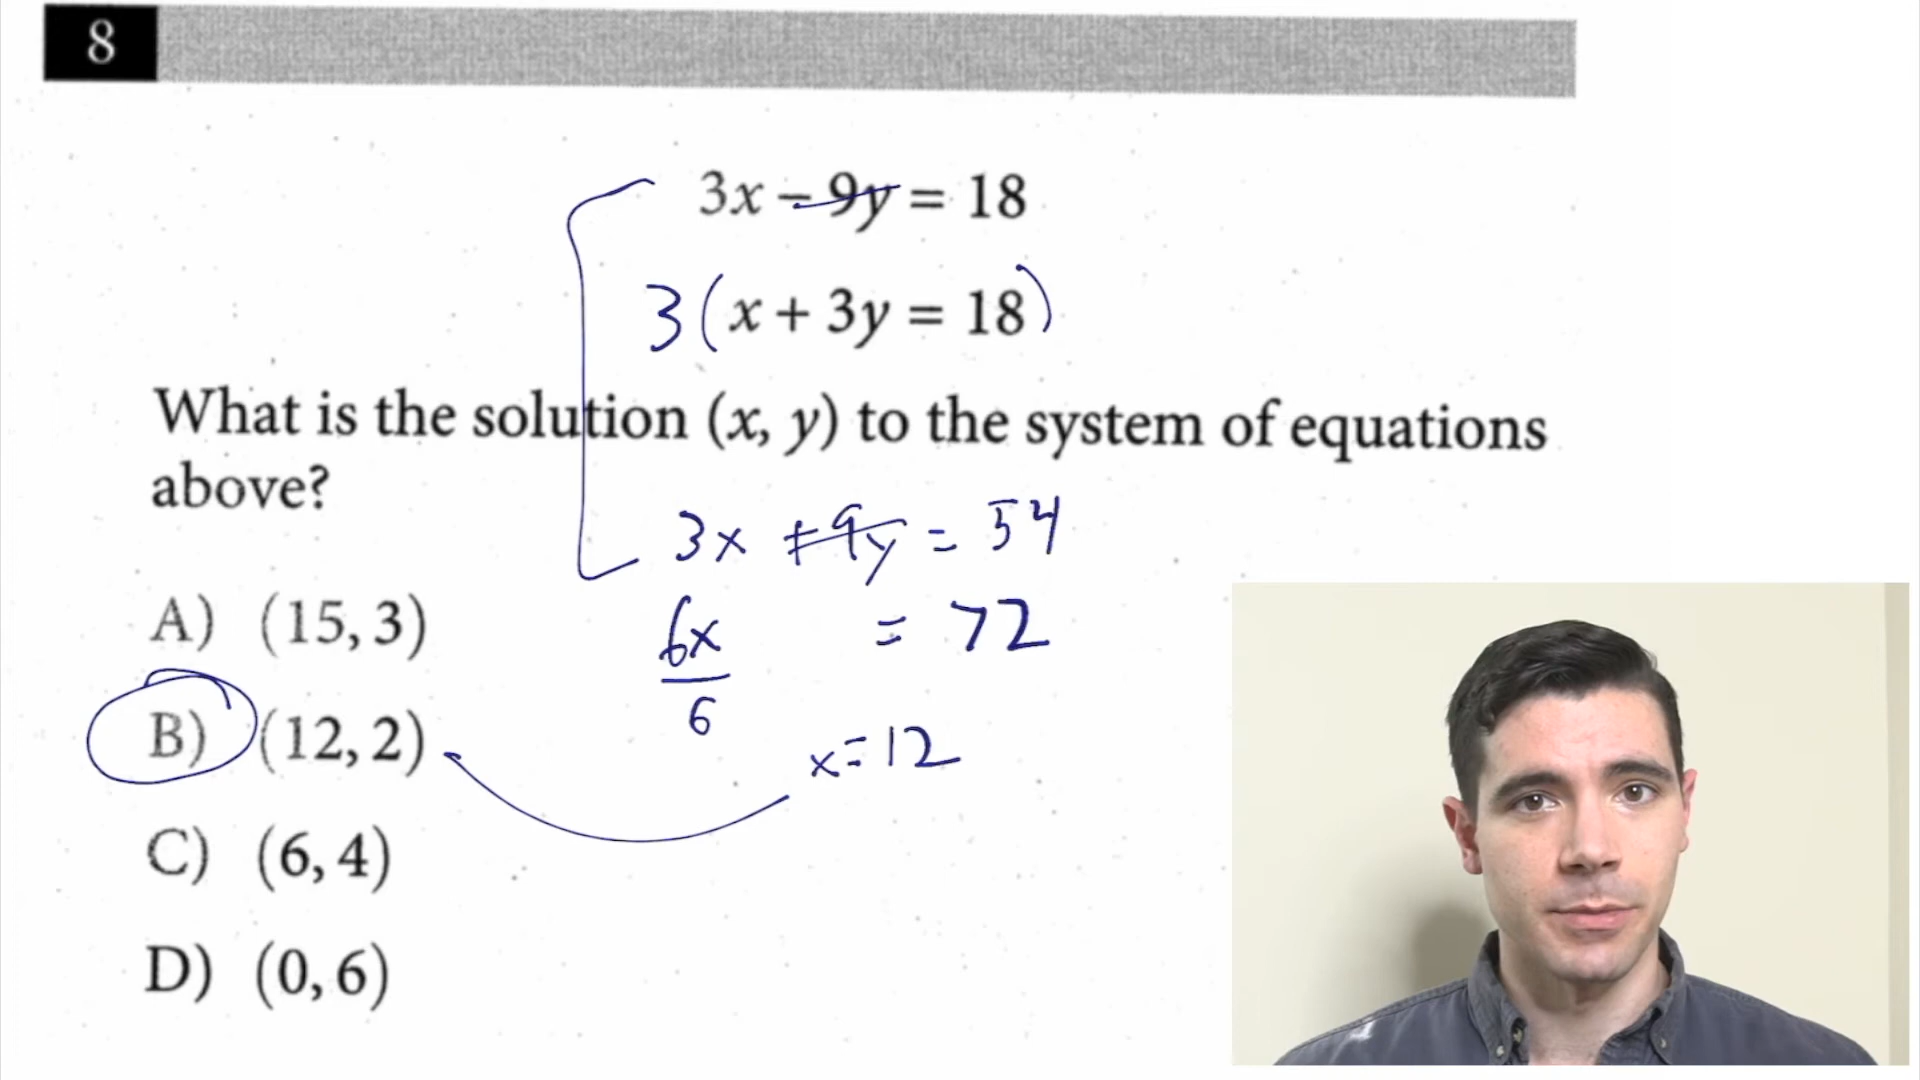 8
3x − 9y = 18
3(x + 3y = 18)
What is the solution (x, y) to the system of equations
above?
3x +9y = 54
A) (15, 3)
6x = 72
6
B) (12, 2)
x = 12
C) (6, 4)
D) (0, 6)